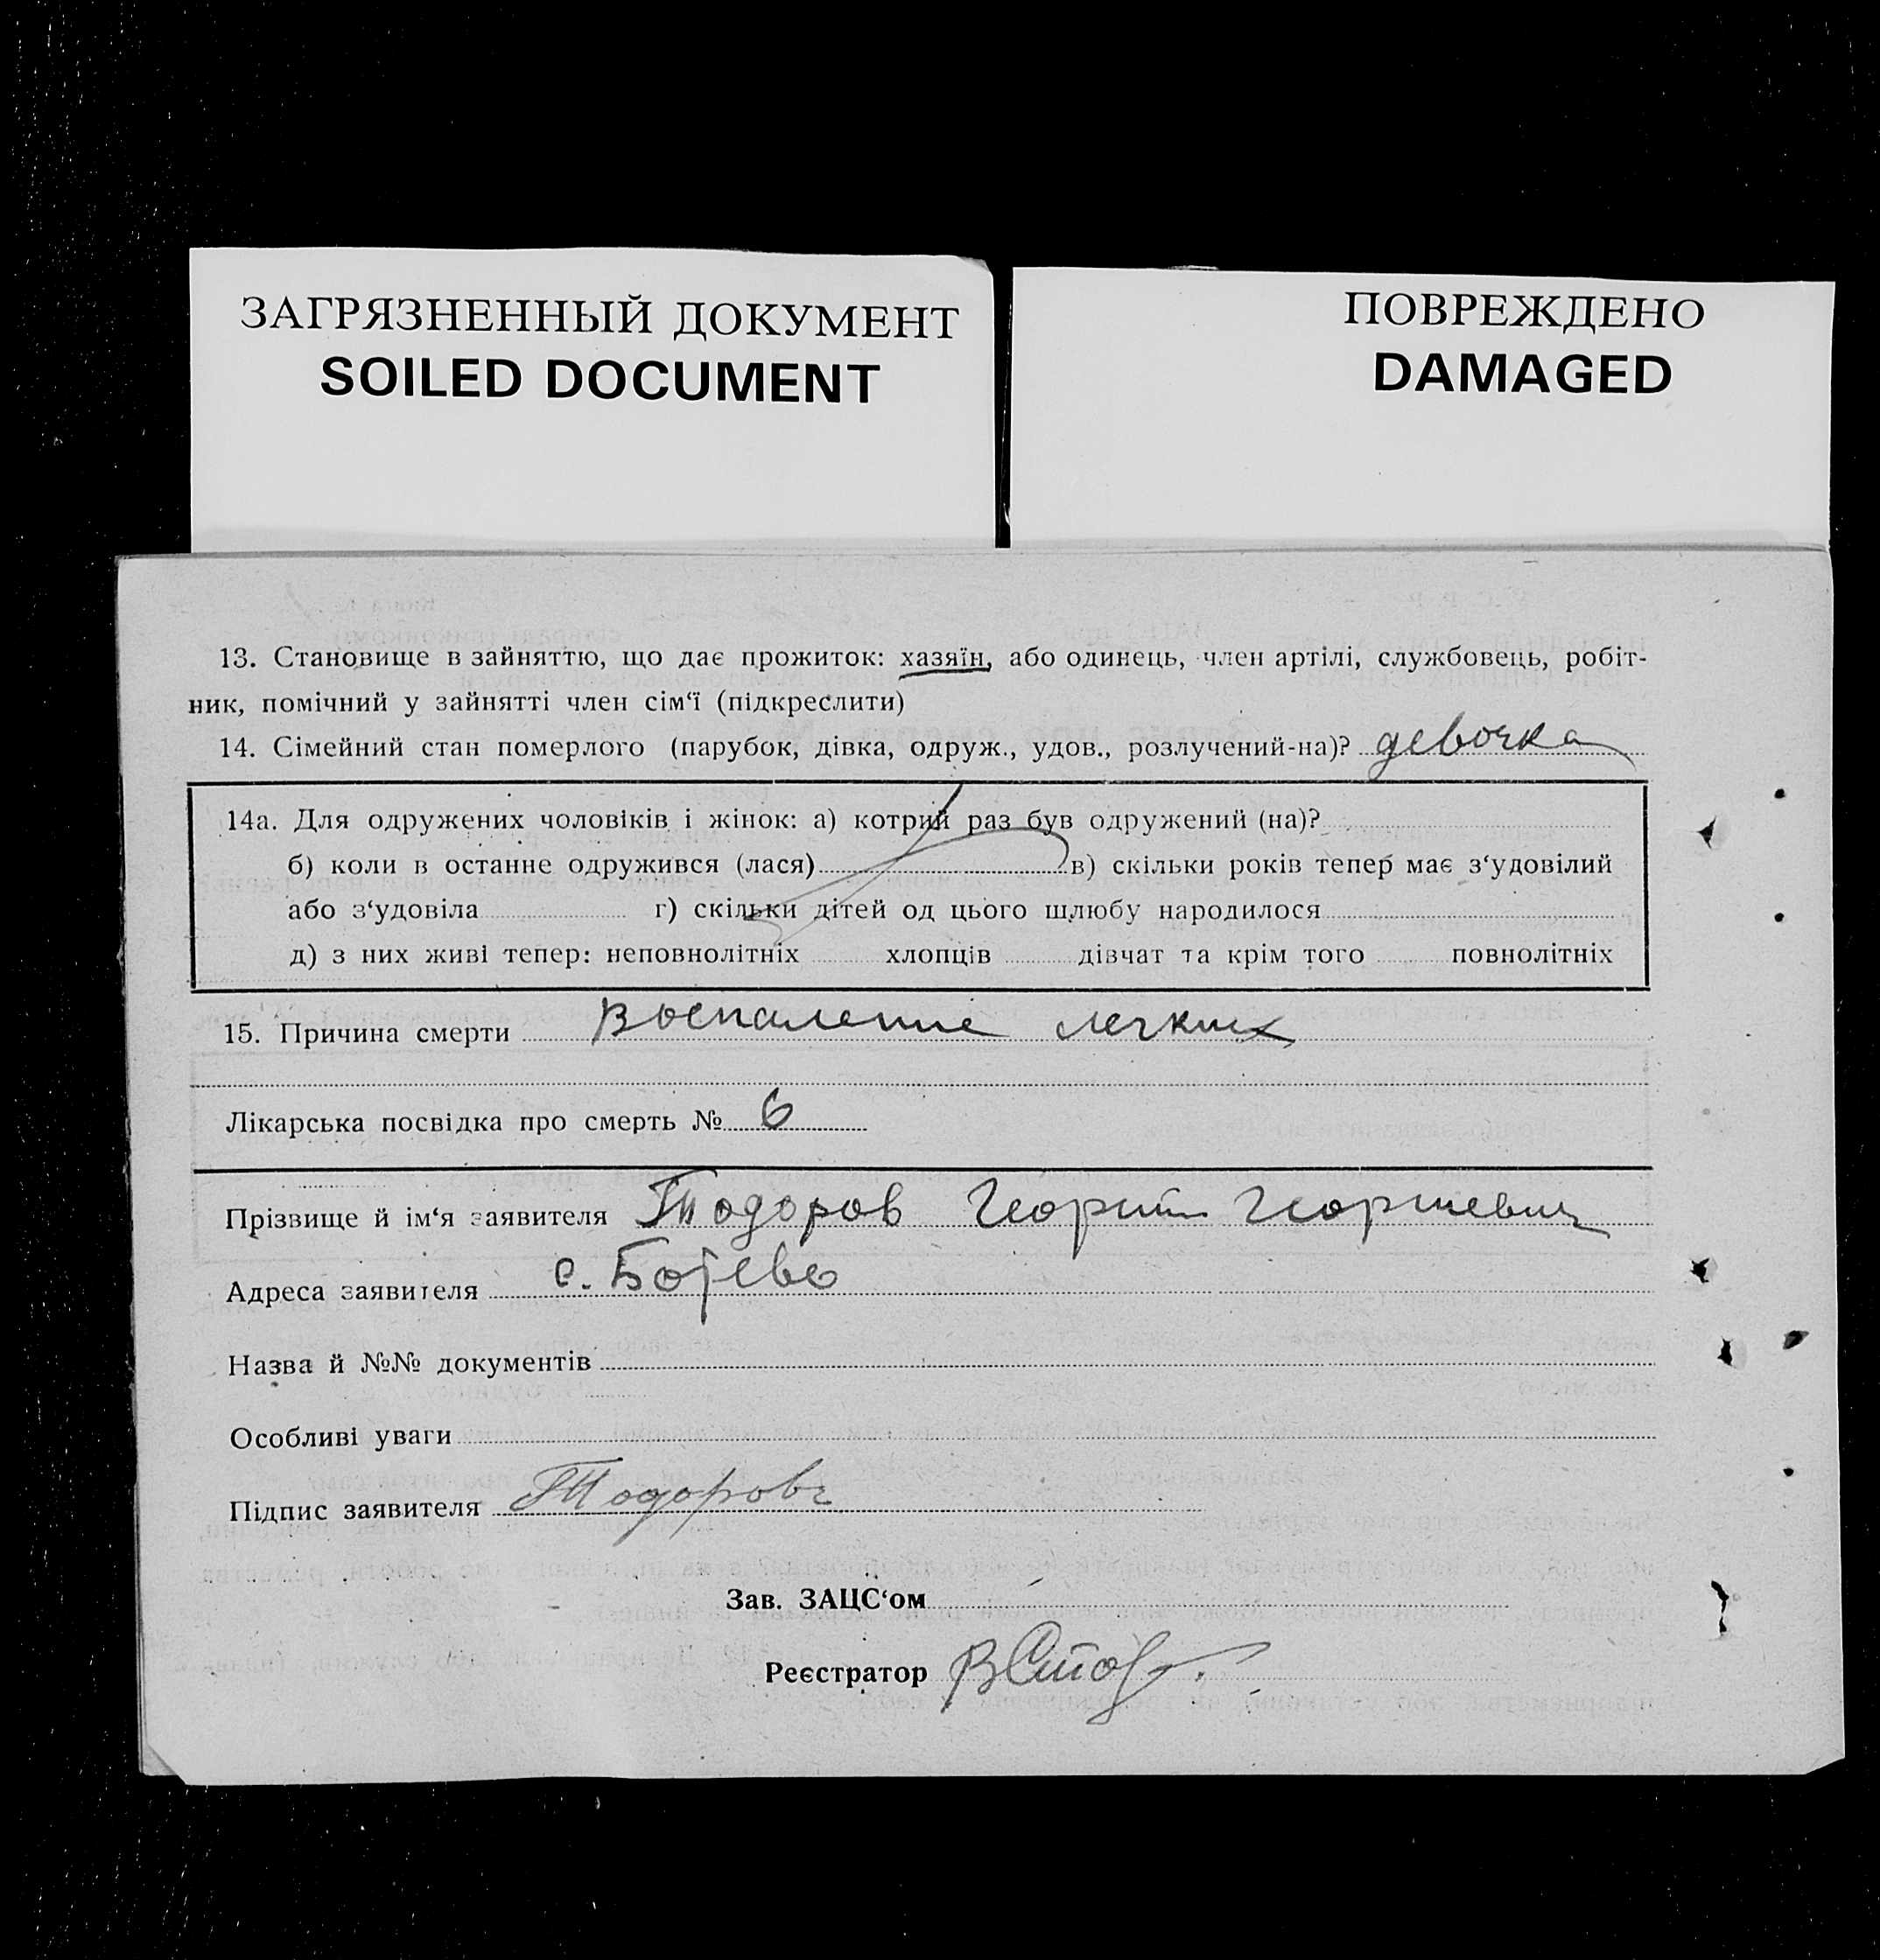 ЗАГРЯЗНЕННЫЙ ДОКУМЕНТ
SOILED DOCUMENT
ПОВРЕЖДЕНО
DAMAGED
13. Становище в зайняттю, що дає прожиток: хазяїн, або одинець, член артілі, службовець, робіт-
ник, помічний у зайнятті член сім‘ї (підкреслити)
14. Сімейний стан померлого (парубок, дівка, одруж., удов., розлучений-на)? девочка
14а. Для одружених чоловіків і жінок: а) котрий раз був одружений (на)?
б) коли в останне одружився (лася) в) скільки років тепер має з‘удовілий
або з‘удовіла г) скільки дітей од цього шлюбу народилося
д) з них живі тепер: неповнолітніх хлопців дівчат та крім того повнолітніх
15. Причина смерти Воспаление легких
Лікарська посвідка про смерть № 6
Прізвище й ім‘я заявителя Тодоров Георгий Георгиевич
Адреса заявителя с. Ботево
Назва й №№ документів
Особливі уваги
Підпис заявителя Тодоровъ
Зав. ЗАЦС‘ом
Реєстратор